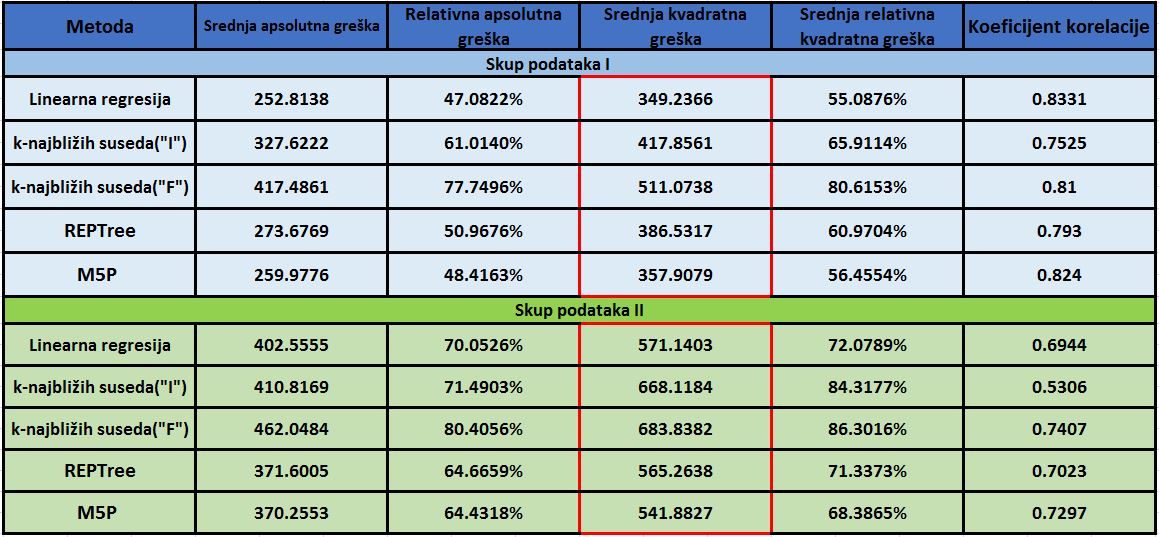 Metoda Srednja apsolutna greška Relativna apsolutna greška Srednja kvadratna greška Srednja relativna kvadratna greška Koeficijent korelacije
Skup podataka I
Linearna regresija 252.8138 47.0822% 349.2366 55.0876% 0.8331
k-najbližih suseda("I") 327.6222 61.0140% 417.8561 65.9114% 0.7525
k-najbližih suseda("F") 417.4861 77.7496% 511.0738 80.6153% 0.81
REPTree 273.6769 50.9676% 386.5317 60.9704% 0.793
M5P 259.9776 48.4163% 357.9079 56.4554% 0.824
Skup podataka II
Linearna regresija 402.5555 70.0526% 571.1403 72.0789% 0.6944
k-najbližih suseda("I") 410.8169 71.4903% 668.1184 84.3177% 0.5306
k-najbližih suseda("F") 462.0484 80.4056% 683.8382 86.3016% 0.7407
REPTree 371.6005 64.6659% 565.2638 71.3373% 0.7023
M5P 370.2553 64.4318% 541.8827 68.3865% 0.7297